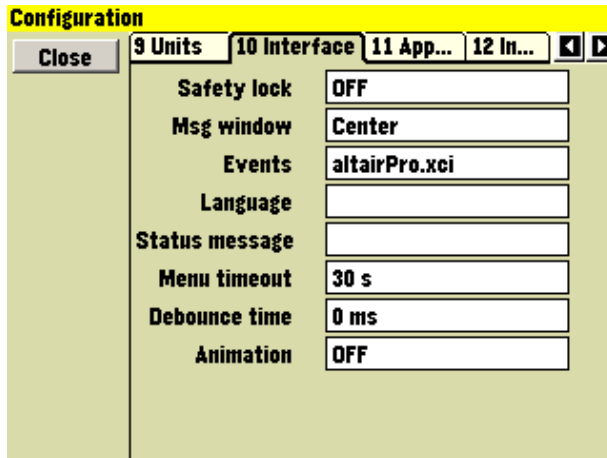 Configuration
Close
9 Units 10 Interface 11 App... 12 In...
Safety lock OFF
Msg window Center
Events altairPro.xci
Language
Status message
Menu timeout 30 s
Debounce time 0 ms
Animation OFF